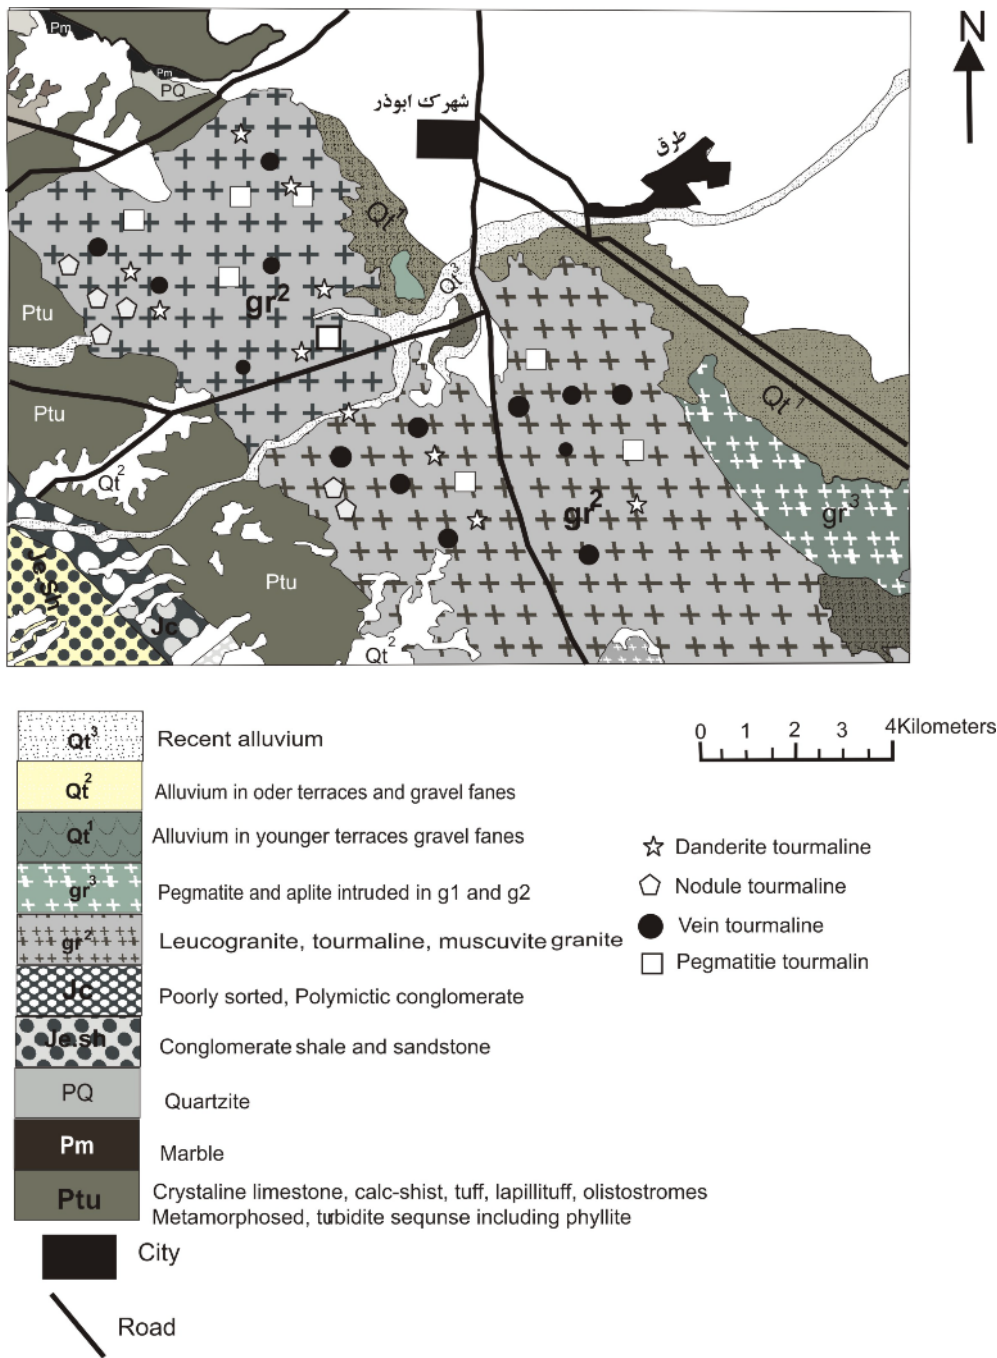 N
Pm
Pm
PQ
شهرک ابوذر
طرق
Qt1
Qt3
gr2
Ptu
Ptu
Qt1
Qt2
gr2
gr3
Je.sh
Ptu
Jc
Qt2
Qt3 Recent alluvium
Qt2 Alluvium in oder terraces and gravel fanes
Qt1 Alluvium in younger terraces gravel fanes
gr3 Pegmatite and aplite intruded in g1 and g2
gr2 Leucogranite, tourmaline, muscuvite granite
Jc Poorly sorted, Polymictic conglomerate
Je.sh Conglomerate shale and sandstone
PQ Quartzite
Pm Marble
Ptu Crystaline limestone, calc-shist, tuff, lapillituff, olistostromes
Metamorphosed, turbidite sequnse including phyllite
City
Road
0 1 2 3 4Kilometers
Danderite tourmaline
Nodule tourmaline
Vein tourmaline
Pegmatitie tourmalin